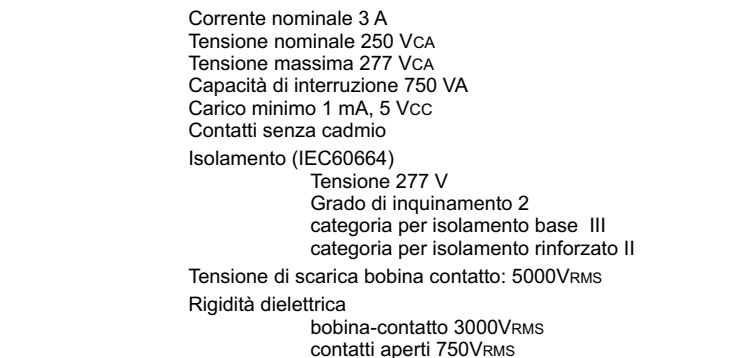 Corrente nominale 3 A
Tensione nominale 250 VCA
Tensione massima 277 VCA
Capacità di interruzione 750 VA
Carico minimo 1 mA, 5 VCC
Contatti senza cadmio
Isolamento (IEC60664)
Tensione 277 V
Grado di inquinamento 2
categoria per isolamento base III
categoria per isolamento rinforzato II
Tensione di scarica bobina contatto: 5000VRMS
Rigidità dielettrica
bobina-contatto 3000VRMS
contatti aperti 750VRMS